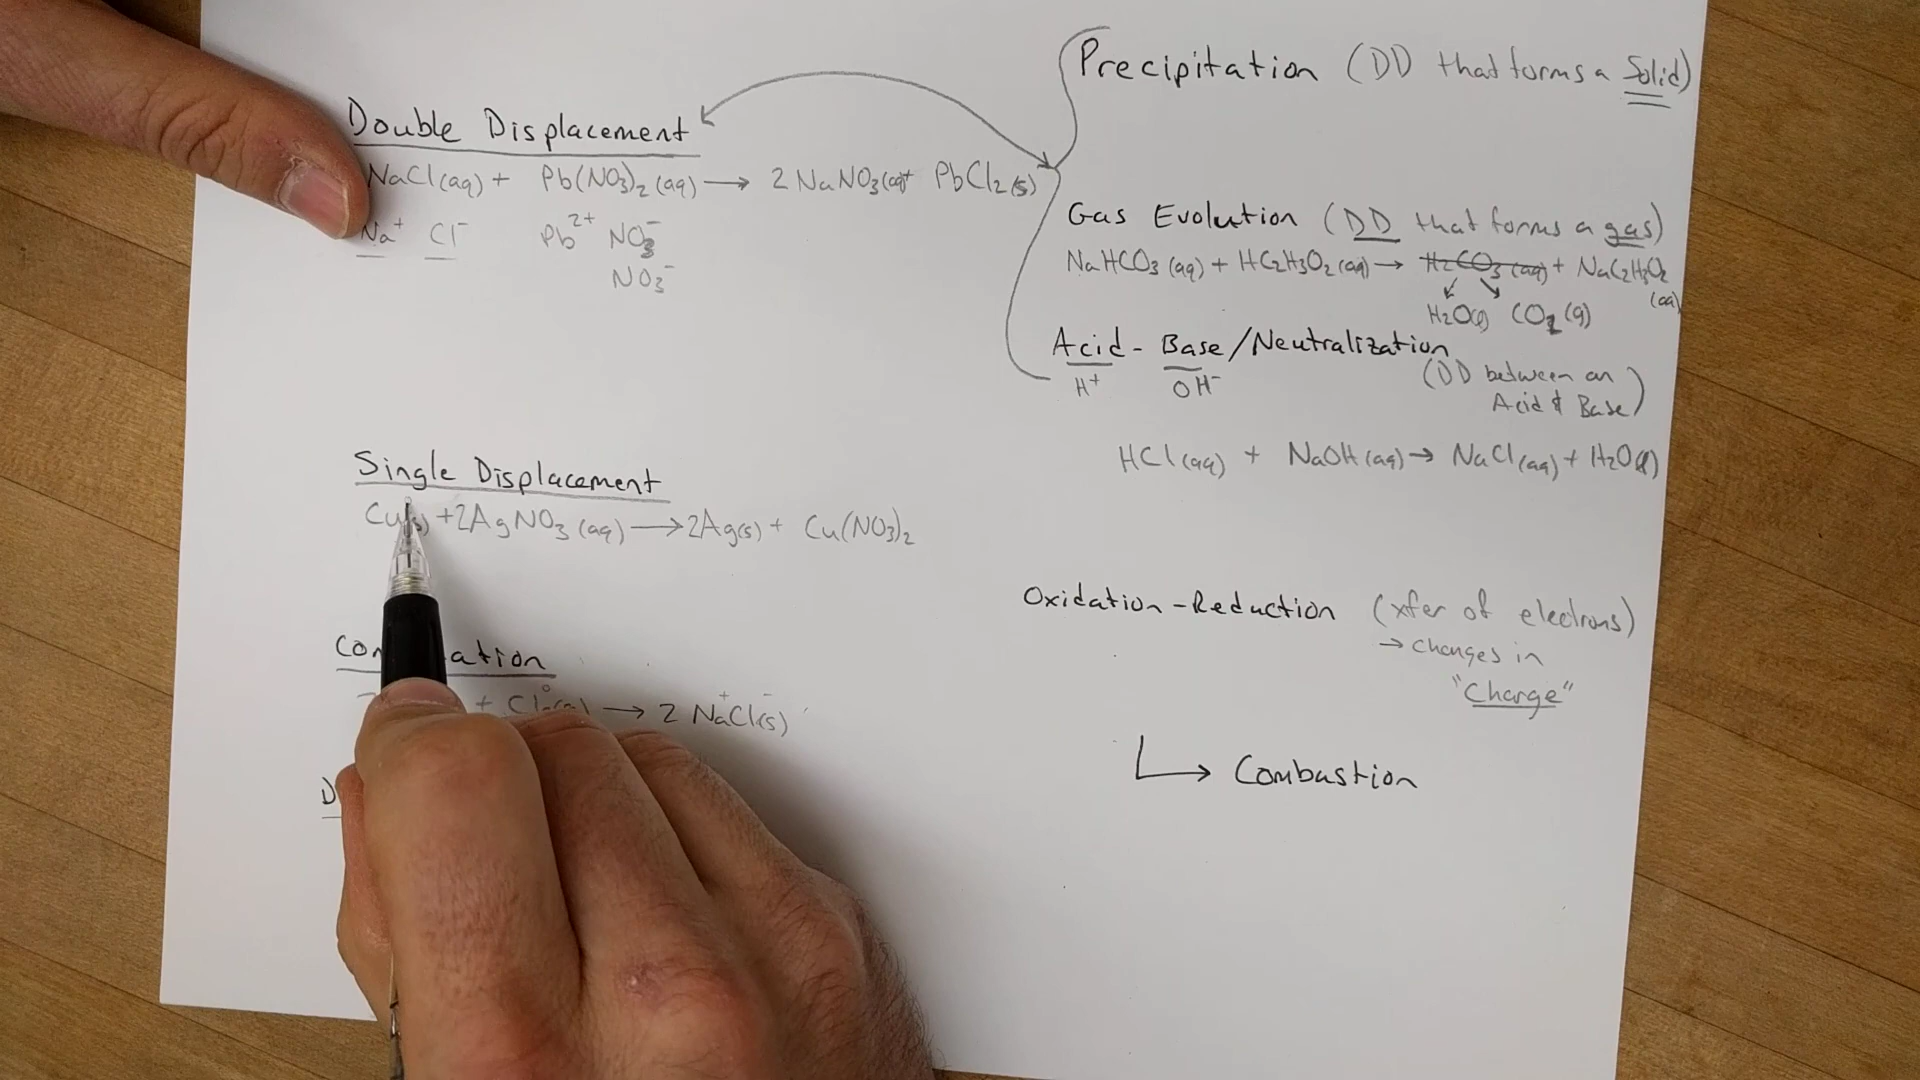 Double Displacement
NaCl(aq) + Pb(NO3)2 (aq) → 2 NaNO3(aq) + PbCl2(s)
Na+ Cl- Pb2+ NO3-
NO3-
Single Displacement
Cu(s) + 2AgNO3 (aq) → 2Ag(s) + Cu(NO3)2
+ Cl2(g) → 2 Na+Cl-(s)
D
Precipitation (DD that forms a Solid)
Gas Evolution (DD that forms a gas)
NaHCO3 (aq) + HC2H3O2 (aq) → H2CO3 (aq) + NaC2H3O2
(aq)
H2O(l) CO2 (g)
Acid - Base/Neutralization
H+ OH-
(DD between an
Acid & Base)
HCl(aq) + NaOH(aq) → NaCl(aq) + H2O(l)
Oxidation-Reduction (xfer of electrons)
→ changes in
"Charge"
Combustion